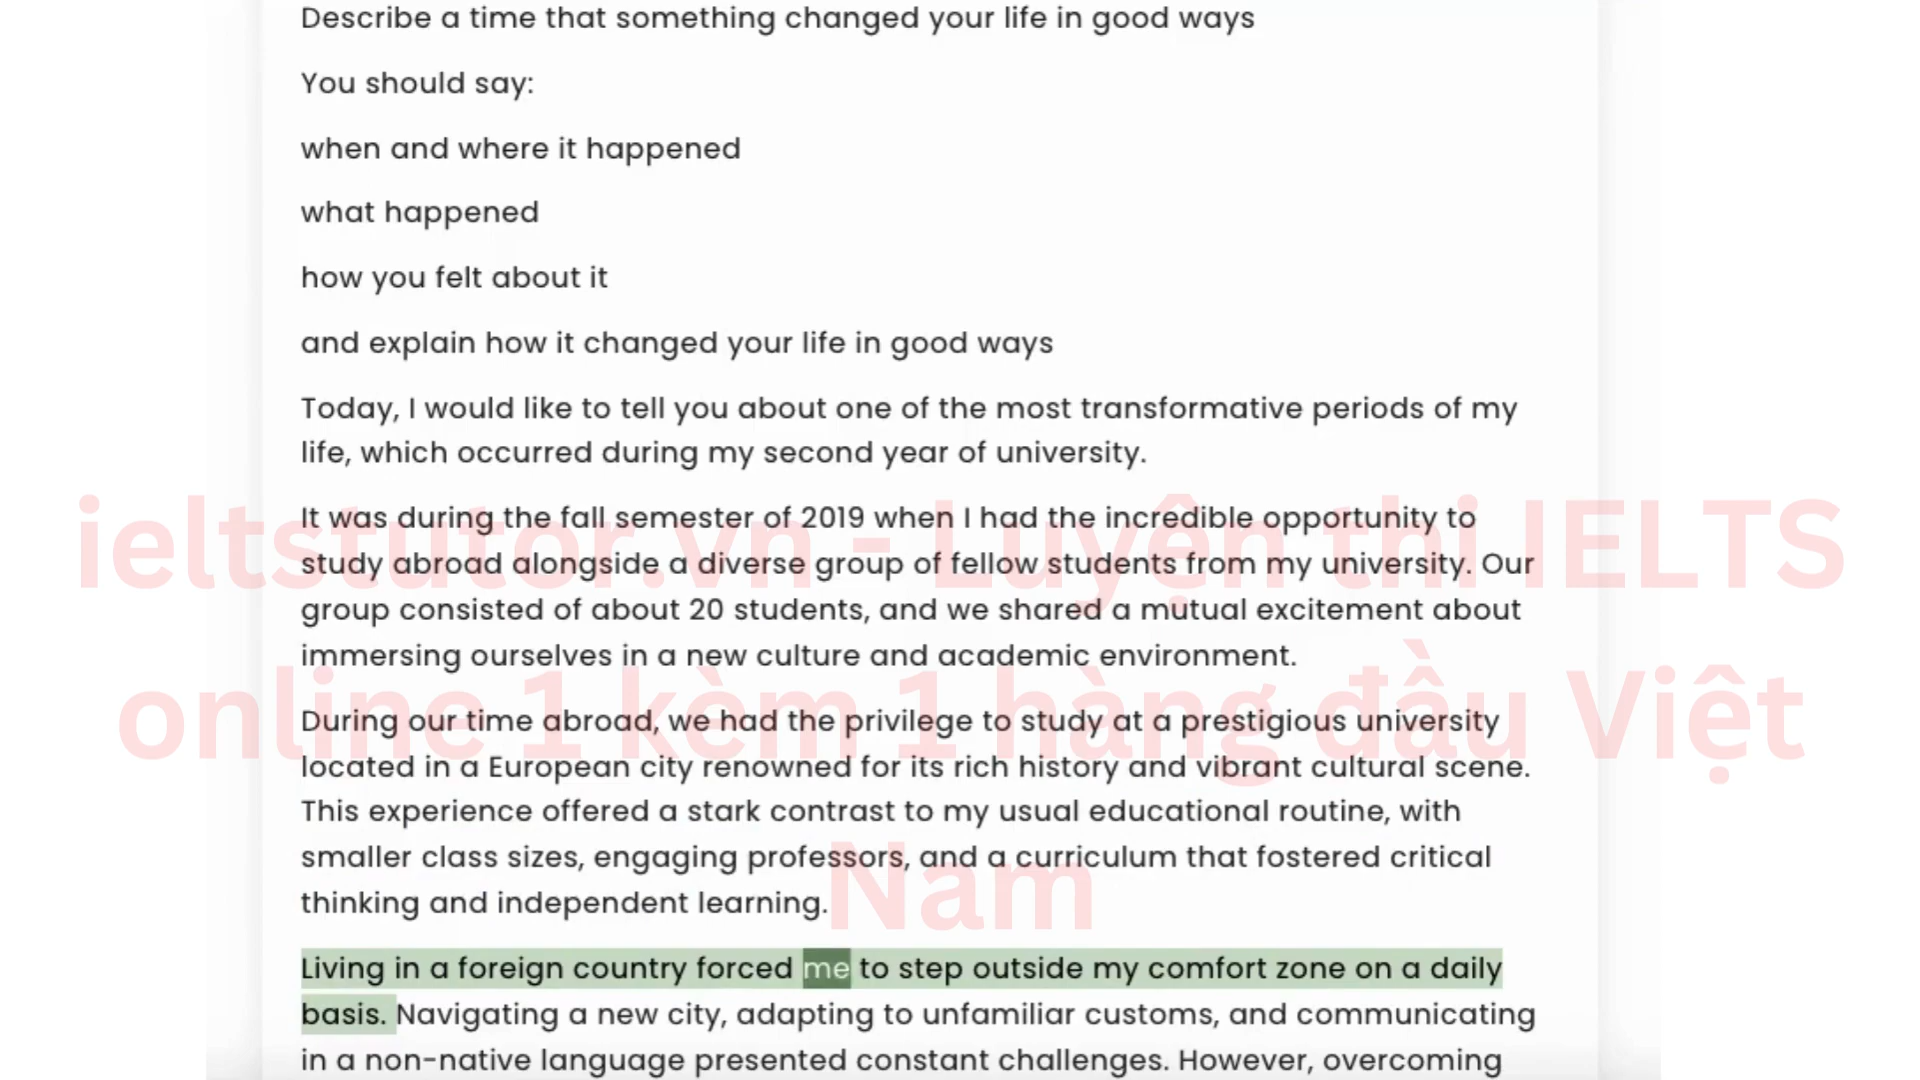 Describe a time that something changed your life in good ways
You should say:
when and where it happened
what happened
how you felt about it
and explain how it changed your life in good ways
Today, I would like to tell you about one of the most transformative periods of my
life, which occurred during my second year of university.
It was during the fall semester of 2019 when I had the incredible opportunity to
study abroad alongside a diverse group of fellow students from my university. Our
group consisted of about 20 students, and we shared a mutual excitement about
immersing ourselves in a new culture and academic environment.
During our time abroad, we had the privilege to study at a prestigious university
located in a European city renowned for its rich history and vibrant cultural scene.
This experience offered a stark contrast to my usual educational routine, with
smaller class sizes, engaging professors, and a curriculum that fostered critical
thinking and independent learning.
Living in a foreign country forced me to step outside my comfort zone on a daily
basis. Navigating a new city, adapting to unfamiliar customs, and communicating
in a non-native language presented constant challenges. However, overcoming
ieltstutor.vn - Luyện thi IELTS
online 1 kèm 1 hàng đầu Việt
Nam